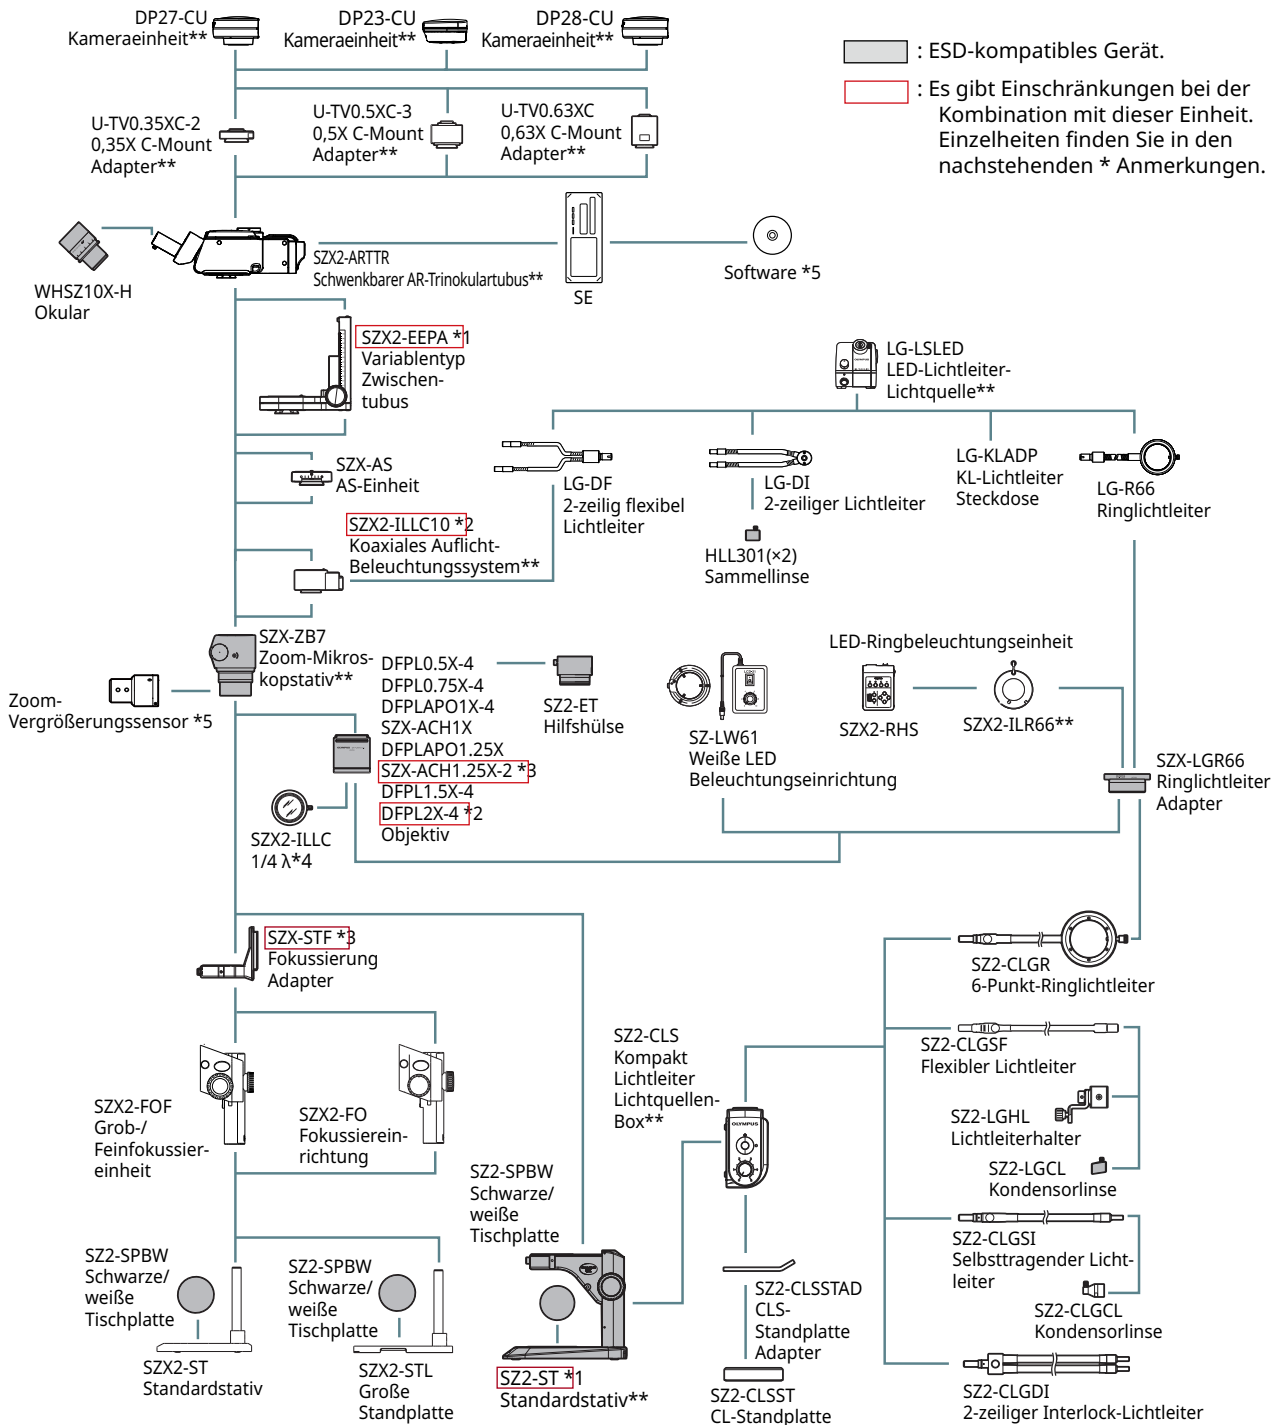 DP27-CU
Kameraeinheit**
DP23-CU
Kameraeinheit**
DP28-CU
Kameraeinheit**
: ESD-kompatibles Gerät.
: Es gibt Einschränkungen bei der
Kombination mit dieser Einheit.
Einzelheiten finden Sie in den
nachstehenden * Anmerkungen.
U-TV0.35XC-2
0,35X C-Mount
Adapter**
U-TV0.5XC-3
0,5X C-Mount
Adapter**
U-TV0.63XC
0,63X C-Mount
Adapter**
WHSZ10X-H
Okular
SZX2-ARTTR
Schwenkbarer AR-Trinokulartubus**
SE
Software *5
SZX2-EEPA *1
Variablentyp
Zwischen-
tubus
LG-LSLED
LED-Lichtleiter-
Lichtquelle**
SZX-AS
AS-Einheit
LG-DF
2-zeilig flexibel
Lichtleiter
LG-DI
2-zeiliger Lichtleiter
LG-KLADP
KL-Lichtleiter
Steckdose
LG-R66
Ringlichtleiter
SZX2-ILLC10 *2
Koaxiales Auflicht-
Beleuchtungssystem**
HLL301(×2)
Sammellinse
SZX-ZB7
Zoom-Mikros-
kopstativ**
Zoom-
Vergrößerungssensor *5
DFPL0.5X-4
DFPL0.75X-4
DFPLAPO1X-4
SZX-ACH1X
DFPLAPO1.25X
SZX-ACH1.25X-2 *3
DFPL1.5X-4
DFPL2X-4 *2
Objektiv
SZ2-ET
Hilfshülse
SZ-LW61
Weiße LED
Beleuchtungseinrichtung
LED-Ringbeleuchtungseinheit
SZX2-RHS
SZX2-ILR66**
SZX-LGR66
Ringlichtleiter
Adapter
SZX2-ILLC
1/4 λ*4
SZX-STF *3
Fokussierung
Adapter
SZ2-CLGR
6-Punkt-Ringlichtleiter
SZX2-FOF
Grob-/
Feinfokussier-
einheit
SZX2-FO
Fokussierein-
richtung
SZ2-CLS
Kompakt
Lichtleiter
Lichtquellen-
Box**
OLYMPUS
SZ2-CLGSF
Flexibler Lichtleiter
SZ2-LGHL
Lichtleiterhalter
SZ2-LGCL
Kondensorlinse
SZ2-SPBW
Schwarze/
weiße
Tischplatte
SZX2-ST
Standardstativ
SZ2-SPBW
Schwarze/
weiße
Tischplatte
SZX2-STL
Große
Standplatte
SZ2-SPBW
Schwarze/
weiße
Tischplatte
SZ2-ST *1
Standardstativ**
SZ2-CLSSTAD
CLS-
Standplatte
Adapter
SZ2-CLSST
CL-Standplatte
SZ2-CLGSI
Selbsttragender Licht-
leiter
SZ2-CLGCL
Kondensorlinse
SZ2-CLGDI
2-zeiliger Interlock-Lichtleiter